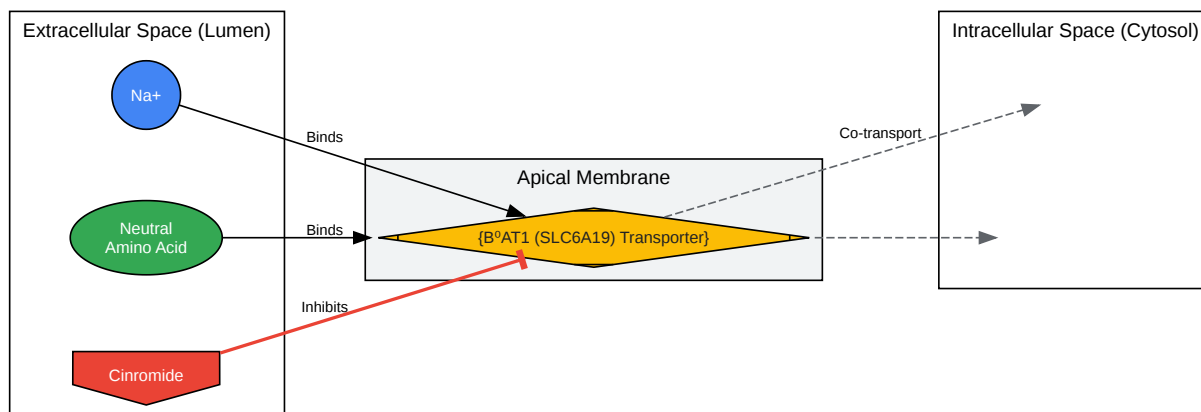 Extracellular Space (Lumen)
Intracellular Space (Cytosol)
Na+
Binds
Co-transport
Apical Membrane
Neutral
Amino Acid
Binds
{B⁰AT1 (SLC6A19) Transporter}
Inhibits
Cinromide